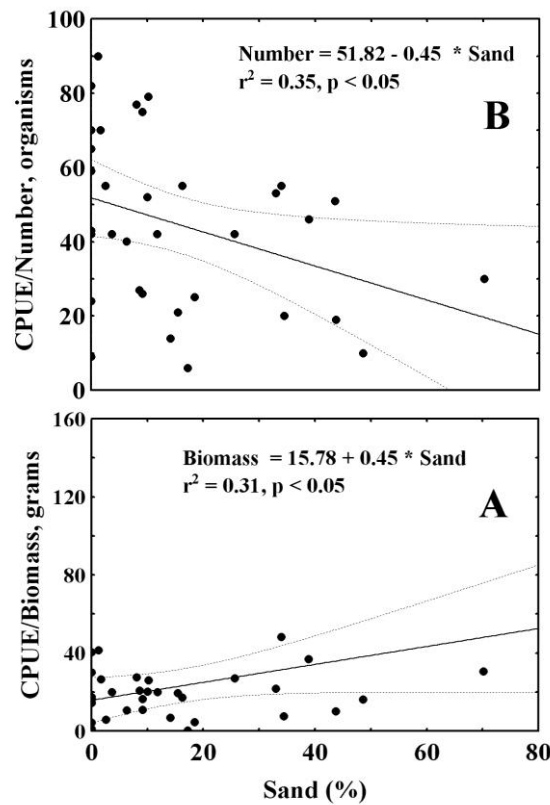 100
80
60
40
20
0
CPUE/Number, organisms
Number = 51.82 - 0.45 * Sand
r² = 0.35, p < 0.05
B
160
120
80
40
0
CPUE/Biomass, grams
Biomass = 15.78 + 0.45 * Sand
r² = 0.31, p < 0.05
A
0 20 40 60 80
Sand (%)